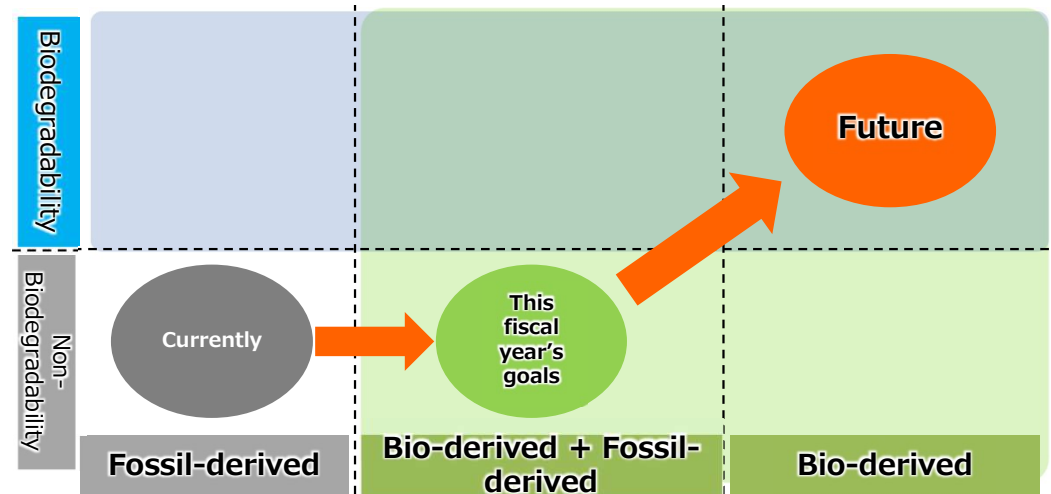 Biodegradability
Future
Non-
Biodegradability
Currently
This
fiscal
year’s
goals
Fossil-derived
Bio-derived + Fossil-
derived
Bio-derived